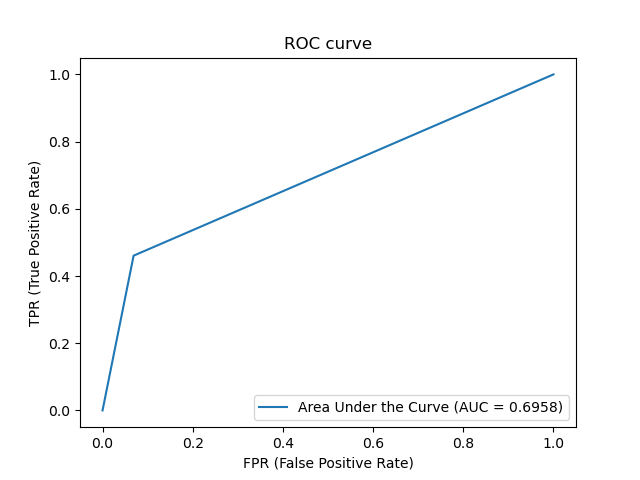 ROC curve
TPR (True Positive Rate)
1.0
0.8
0.6
0.4
0.2
0.0
0.0 0.2 0.4 0.6 0.8 1.0
FPR (False Positive Rate)
Area Under the Curve (AUC = 0.6958)